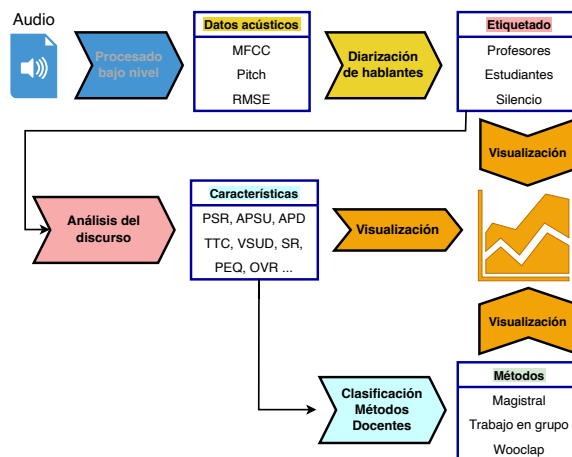 Audio
Procesado
bajo nivel
Datos acústicos
MFCC
Pitch
RMSE
Diarización
de hablantes
Etiquetado
Profesores
Estudiantes
Silencio
Visualización
Análisis del
discurso
Características
PSR, APSU, APD
TTC, VSUD, SR,
PEQ, OVR ...
Visualización
Visualización
Clasificación
Métodos
Docentes
Métodos
Magistral
Trabajo en grupo
Wooclap